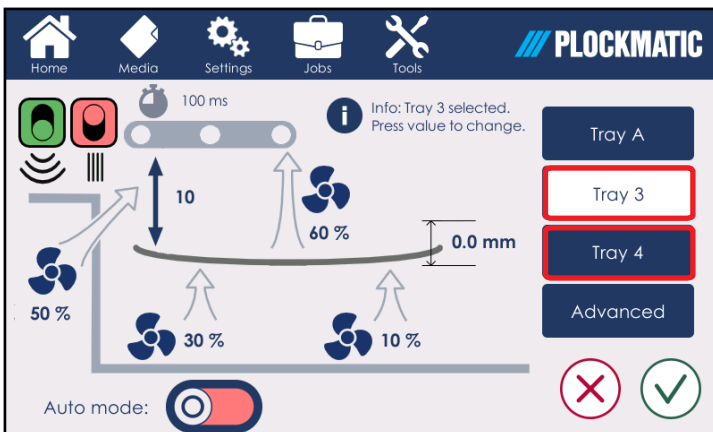 PLOCKMATIC
Home
Media
Settings
Jobs
Tools
100 ms
Info: Tray 3 selected.
Press value to change.
Tray A
Tray 3
10
60 %
0.0 mm
Tray 4
50 %
30 %
10 %
Advanced
Auto mode: